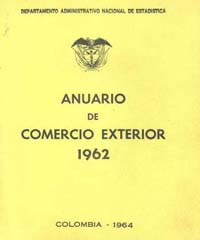 DEPARTAMENTO ADMINISTRATIVO NACIONAL DE ESTADISTICA
ANUARIO
DE
COMERCIO EXTERIOR
1962
COLOMBIA - 1964